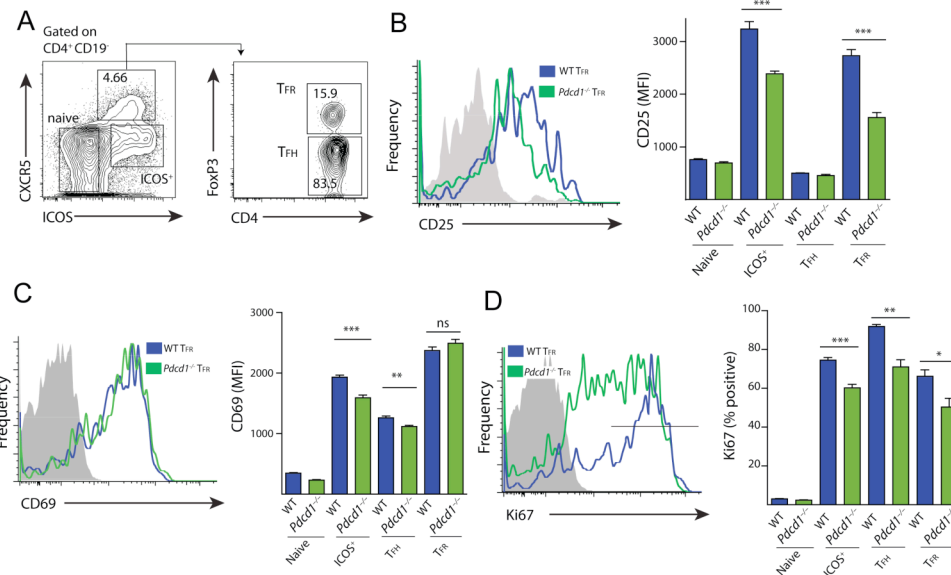 A
Gated on
CD4⁺ CD19⁻
4.66
naive
ICOS⁺
CXCR5
ICOS
TFR
15.9
TFH
83.5
FoxP3
CD4
B
WT TFR
Pdcd1⁻/⁻ TFR
Frequency
CD25
***
***
3000
2000
1000
CD25 (MFI)
WT
Pdcd1⁻/⁻
WT
Pdcd1⁻/⁻
WT
Pdcd1⁻/⁻
WT
Pdcd1⁻/⁻
Naive
ICOS⁺
TFH
TFR
C
WT TFR
Pdcd1⁻/⁻ TFR
Frequency
CD69
3000
2000
1000
CD69 (MFI)
***
**
ns
WT
Pdcd1⁻/⁻
WT
Pdcd1⁻/⁻
WT
Pdcd1⁻/⁻
WT
Pdcd1⁻/⁻
Naive
ICOS⁺
TFH
TFR
D
WT TFR
Pdcd1⁻/⁻ TFR
Frequency
Ki67
100
80
60
40
20
Ki67 (% positive)
***
**
*
WT
Pdcd1⁻/⁻
WT
Pdcd1⁻/⁻
WT
Pdcd1⁻/⁻
WT
Pdcd1⁻/⁻
Naive
ICOS⁺
TFH
TFR